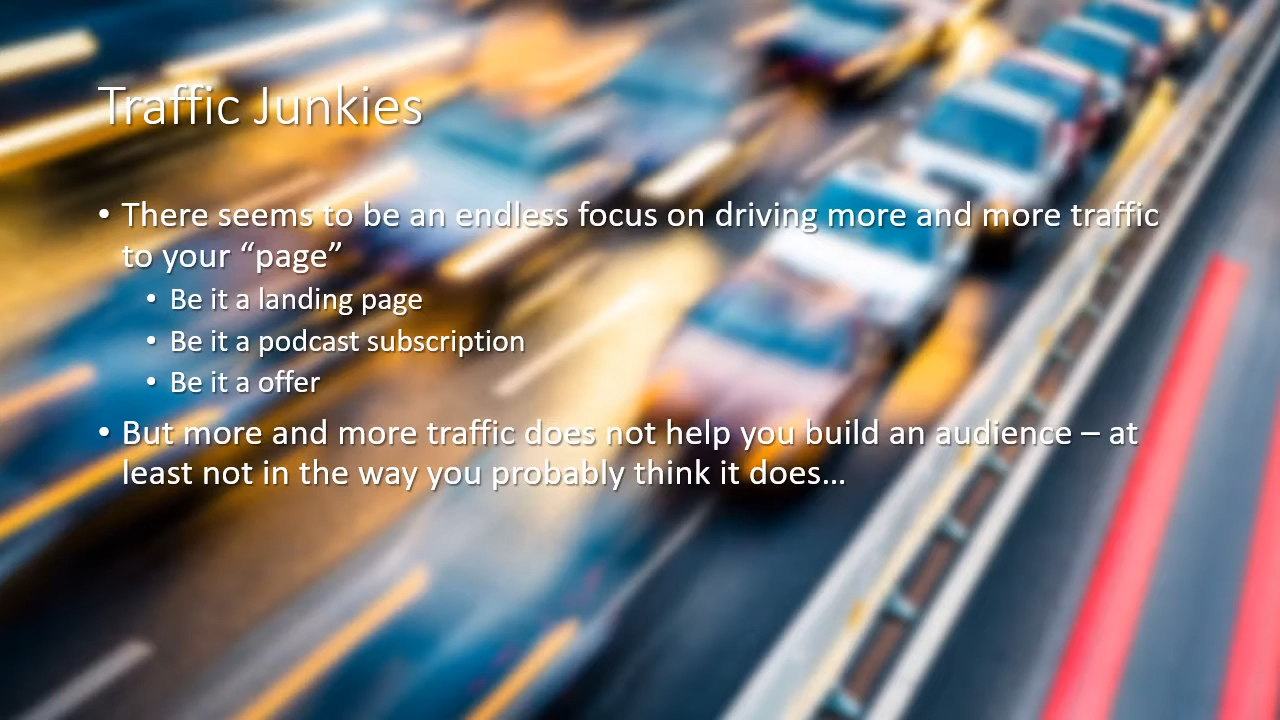 Traffic Junkies
• There seems to be an endless focus on driving more and more traffic
to your “page”
• Be it a landing page
• Be it a podcast subscription
• Be it a offer
• But more and more traffic does not help you build an audience – at
least not in the way you probably think it does…